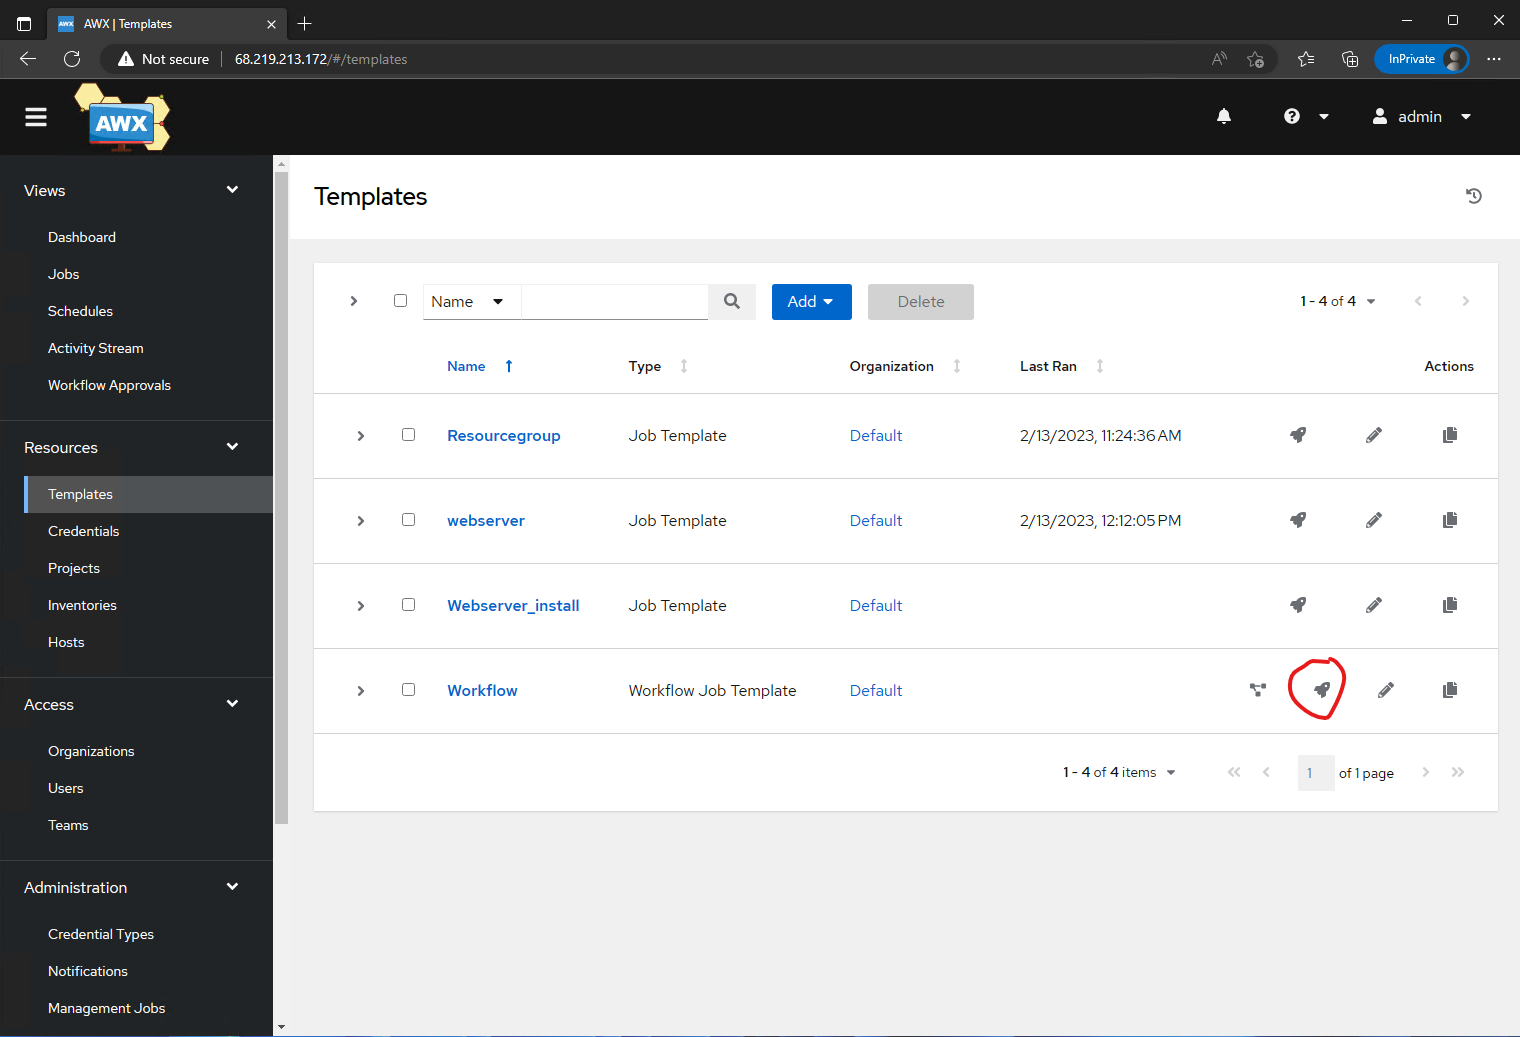 AWX AWX | Templates
Not secure 68.219.213.172/#/templates InPrivate
AWX ? admin
Views
Dashboard
Jobs
Schedules
Activity Stream
Workflow Approvals
Resources
Templates
Credentials
Projects
Inventories
Hosts
Access
Organizations
Users
Teams
Administration
Credential Types
Notifications
Management Jobs
Templates
Name Add Delete 1 - 4 of 4
Name Type Organization Last Ran Actions
Resourcegroup Job Template Default 2/13/2023, 11:24:36 AM
webserver Job Template Default 2/13/2023, 12:12:05 PM
Webserver_install Job Template Default
Workflow Workflow Job Template Default
1 - 4 of 4 items 1 of 1 page